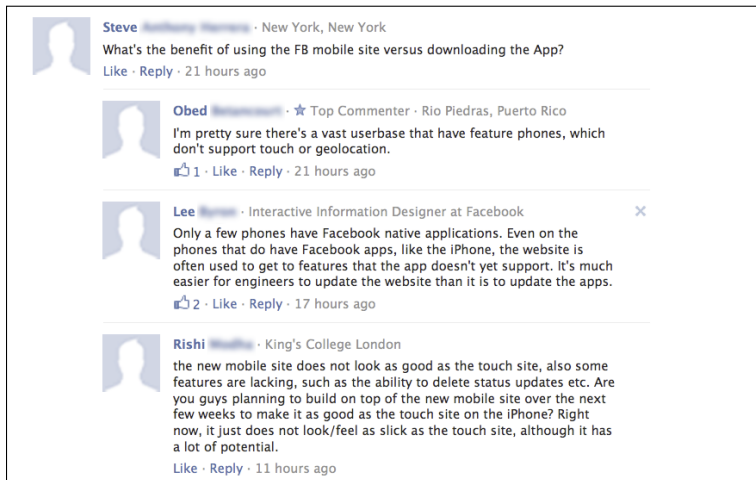 Steve · New York, New York
What's the benefit of using the FB mobile site versus downloading the App?
Like · Reply · 21 hours ago
Obed · Top Commenter · Rio Piedras, Puerto Rico
I'm pretty sure there's a vast userbase that have feature phones, which
don't support touch or geolocation.
1 · Like · Reply · 21 hours ago
Lee · Interactive Information Designer at Facebook
Only a few phones have Facebook native applications. Even on the
phones that do have Facebook apps, like the iPhone, the website is
often used to get to features that the app doesn't yet support. It's much
easier for engineers to update the website than it is to update the apps.
2 · Like · Reply · 17 hours ago
Rishi · King's College London
the new mobile site does not look as good as the touch site, also some
features are lacking, such as the ability to delete status updates etc. Are
you guys planning to build on top of the new mobile site over the next
few weeks to make it as good as the touch site on the iPhone? Right
now, it just does not look/feel as slick as the touch site, although it has
a lot of potential.
Like · Reply · 11 hours ago